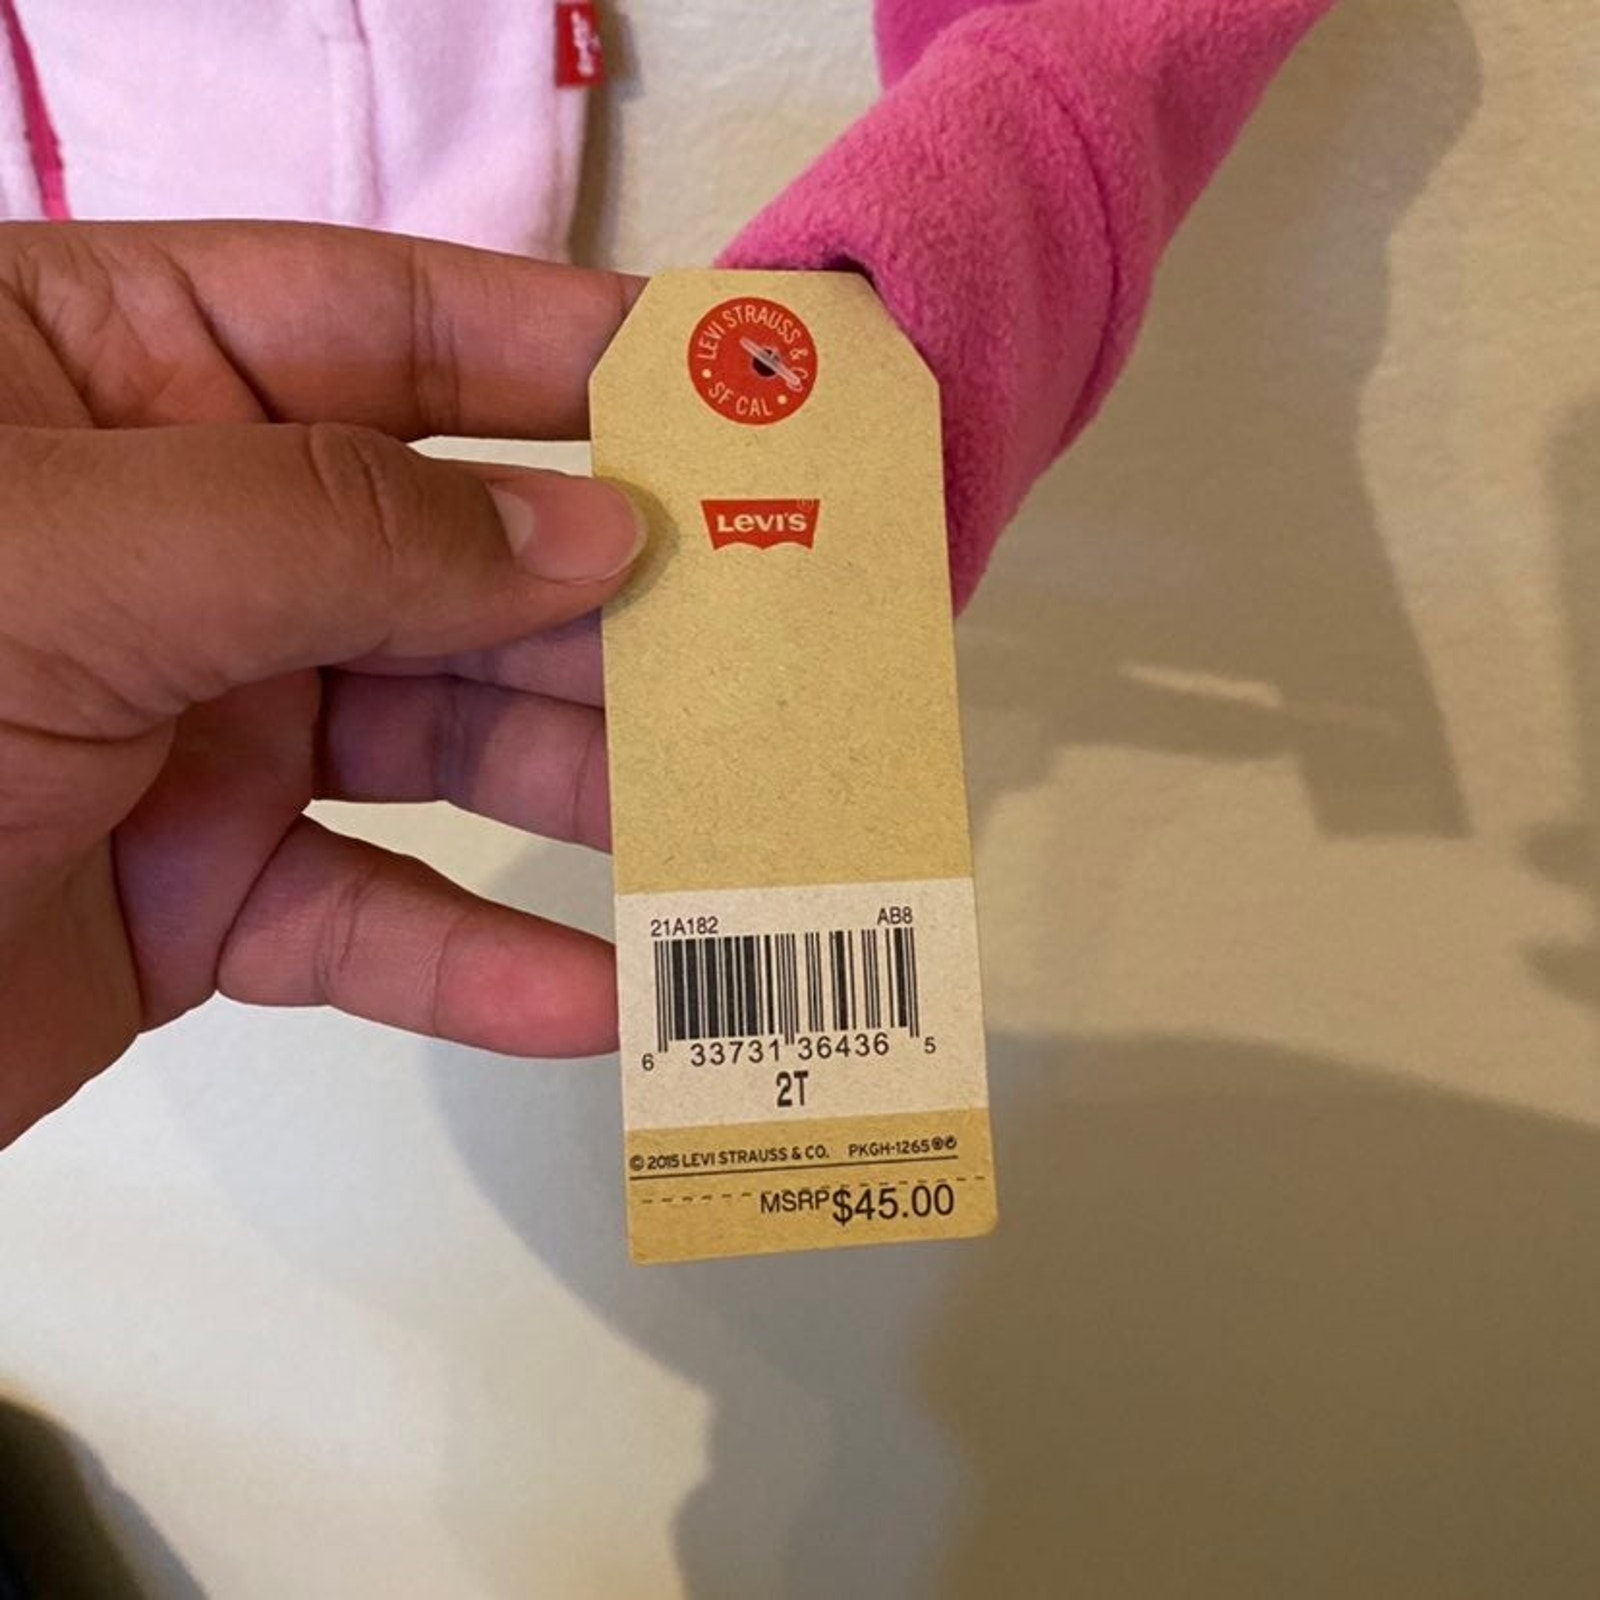 LEVI STRAUSS & CO
• SF CAL •
LEVI'S
21A182 AB8
6 33731 36436 5
2T
© 2015 LEVI STRAUSS & CO. PKGH-1265
MSRP $45.00